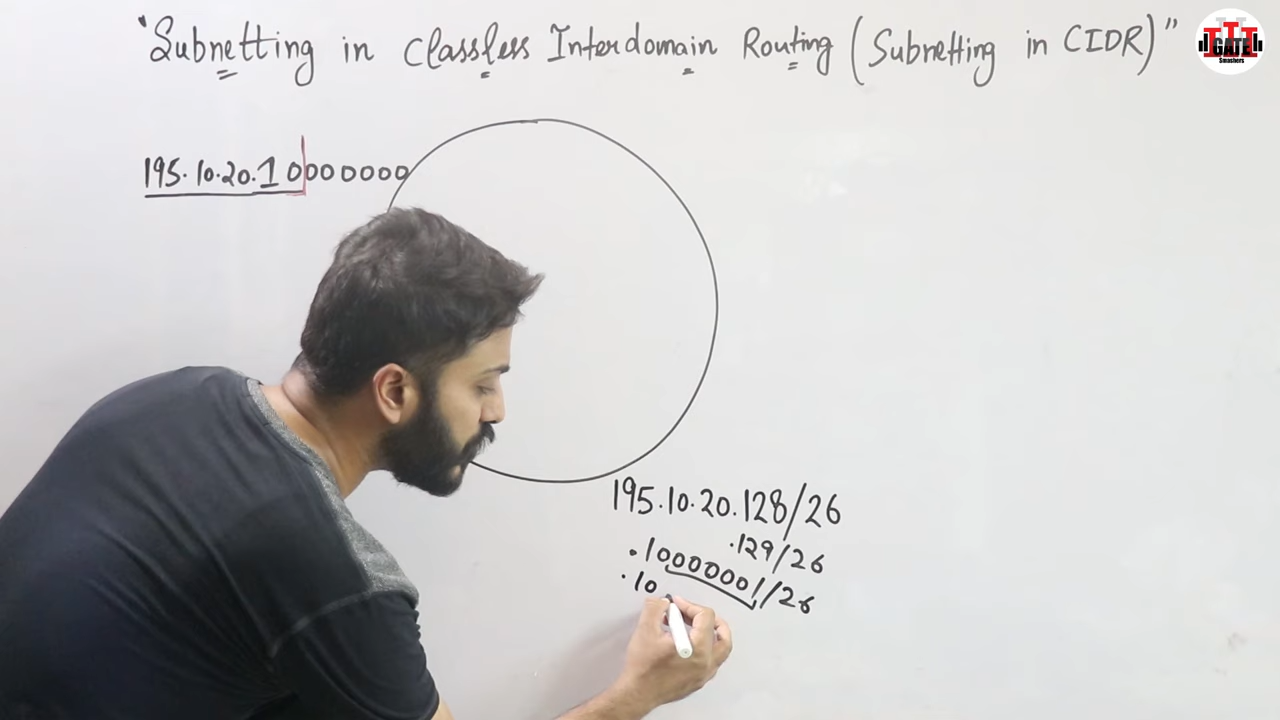 "Subnetting in Classless Interdomain Routing (Subnetting in CIDR)"
GATE
Smashers
195.10.20.10000000
195.10.20.128/26
.129/26
.10000001/26
.10